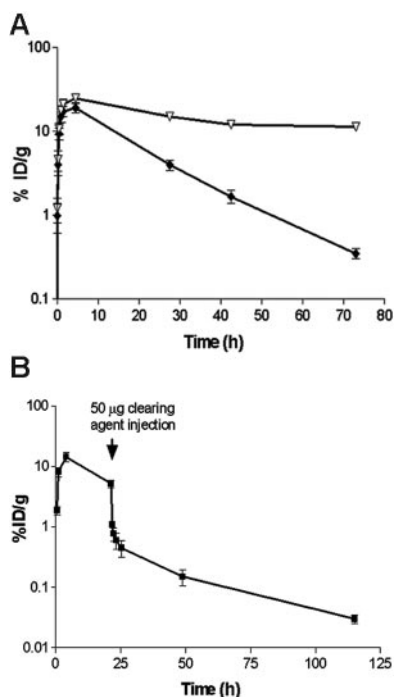 A
100
10
1
0.1
% ID/g
0 10 20 30 40 50 60 70 80
Time (h)
B
50 µg clearing
agent injection
100
10
1
0.1
0.01
%ID/g
0 25 50 75 100 125
Time (h)